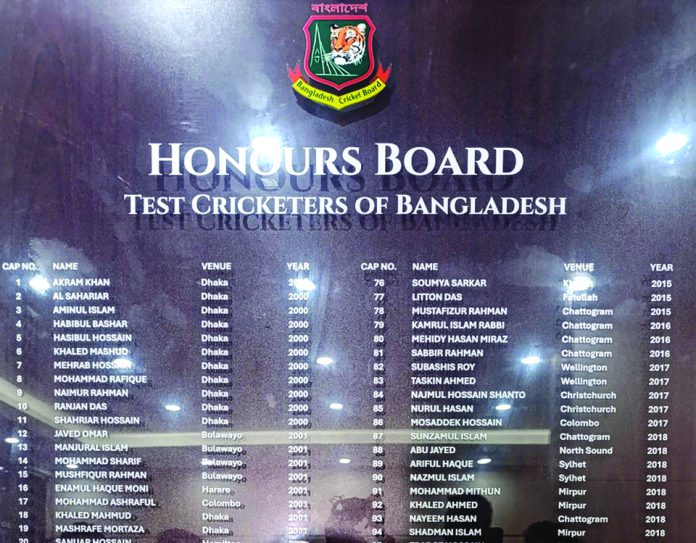 বাংলাদেশ
Bangladesh Cricket Board
HONOURS BOARD
TEST CRICKETERS OF BANGLADESH
CAP NO. NAME VENUE YEAR CAP NO. NAME VENUE YEAR
1 AKRAM KHAN Dhaka 76 SOUMYA SARKAR 2015
2 AL SAHARIAR Dhaka 2000 77 LITTON DAS Fatullah 2015
3 AMINUL ISLAM Dhaka 2000 78 MUSTAFIZUR RAHMAN Chattogram 2015
4 HABIBUL BASHAR Dhaka 2000 79 KAMRUL ISLAM RABBI Chattogram 2016
5 HASIBUL HOSSAIN Dhaka 2000 80 MEHIDY HASAN MIRAZ Chattogram 2016
6 KHALED MASHUD Dhaka 2000 81 SABBIR RAHMAN Chattogram 2016
7 MEHRAB HOSSAIN Dhaka 2000 82 SUBASHIS ROY Wellington 2017
8 MOHAMMAD RAFIQUE Dhaka 2000 83 TASKIN AHMED Wellington 2017
9 NAIMUR RAHMAN Dhaka 2000 84 NAJMUL HOSSAIN SHANTO Christchurch 2017
10 RANJAN DAS Dhaka 2000 85 NURUL HASAN Christchurch 2017
11 SHAHRIAR HOSSAIN Dhaka 2000 86 MOSADDEK HOSSAIN Colombo 2017
12 JAVED OMAR Bulawayo 2001 87 SUNZAMUL ISLAM Chattogram 2018
13 MANJURAL ISLAM Bulawayo 2001 88 ABU JAYED North Sound 2018
14 MOHAMMAD SHARIF Bulawayo 2001 89 ARIFUL HAQUE Sylhet 2018
15 MUSHFIQUR RAHMAN Bulawayo 2001 90 NAZMUL ISLAM Sylhet 2018
16 ENAMUL HAQUE MONI Harare 2001 91 MOHAMMAD MITHUN Mirpur 2018
17 MOHAMMAD ASHRAFUL Colombo 2001 92 KHALED AHMED Mirpur 2018
18 KHALED MAHMUD Dhaka 2001 93 NAYEEM HASAN Chattogram 2018
19 MASHRAFE MORTAZA Dhaka 2001 94 SHADMAN ISLAM Mirpur 2018
20 SANUAR HOSSAIN Hamilton